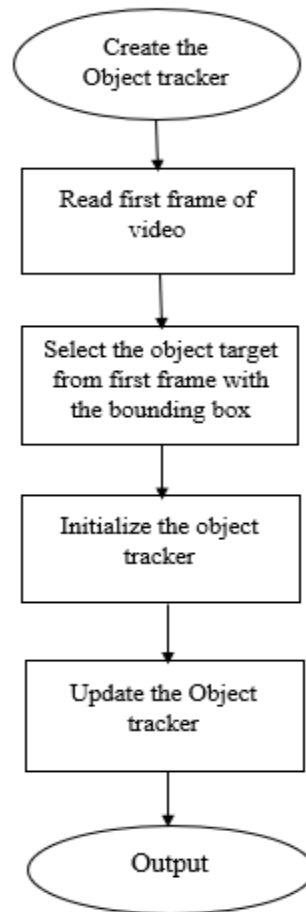 Create the
Object tracker
Read first frame of
video
Select the object target
from first frame with
the bounding box
Initialize the object
tracker
Update the Object
tracker
Output